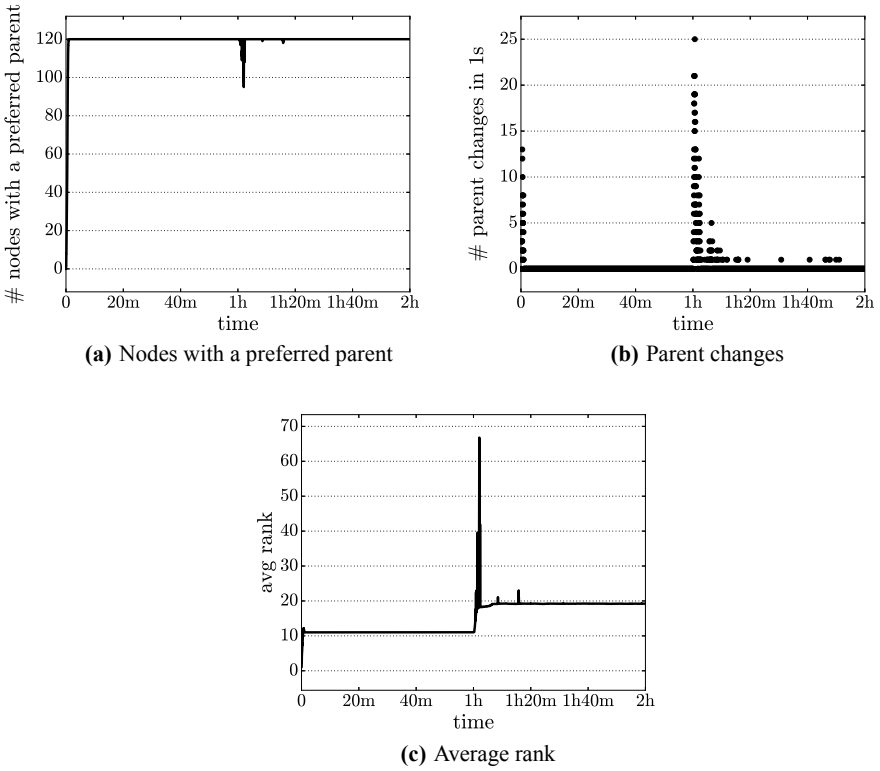 # nodes with a preferred parent
120
100
80
60
40
20
0
0 20m 40m 1h 1h20m 1h40m 2h
time
(a) Nodes with a preferred parent
# parent changes in 1s
25
20
15
10
5
0
0 20m 40m 1h 1h20m 1h40m 2h
time
(b) Parent changes
avg rank
70
60
50
40
30
20
10
0
0 20m 40m 1h 1h20m 1h40m 2h
time
(c) Average rank